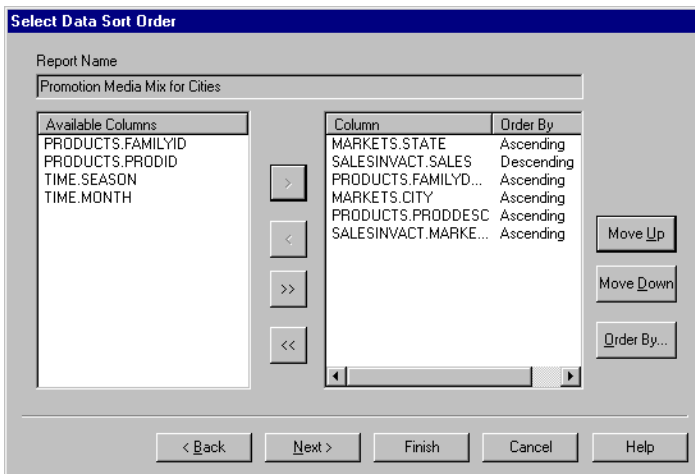 Select Data Sort Order
Report Name
Promotion Media Mix for Cities
Available Columns
PRODUCTS.FAMILYID
PRODUCTS.PRODID
TIME.SEASON
TIME.MONTH
>
<
>>
<<
Column Order By
MARKETS.STATE Ascending
SALESINVACT.SALES Descending
PRODUCTS.FAMILYD... Ascending
MARKETS.CITY Ascending
PRODUCTS.PRODDESC Ascending
SALESINVACT.MARKE... Ascending
Move Up
Move Down
Order By...
< Back Next > Finish Cancel Help